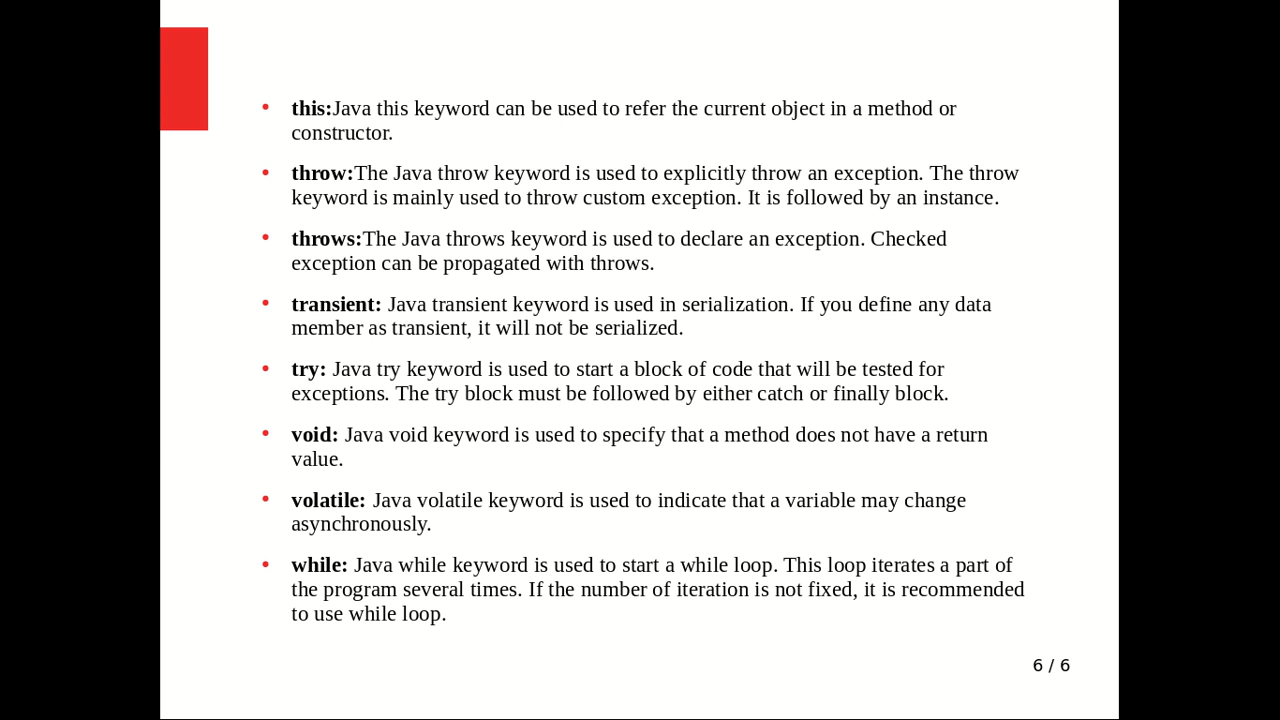 • this:Java this keyword can be used to refer the current object in a method or
constructor.
• throw:The Java throw keyword is used to explicitly throw an exception. The throw
keyword is mainly used to throw custom exception. It is followed by an instance.
• throws:The Java throws keyword is used to declare an exception. Checked
exception can be propagated with throws.
• transient: Java transient keyword is used in serialization. If you define any data
member as transient, it will not be serialized.
• try: Java try keyword is used to start a block of code that will be tested for
exceptions. The try block must be followed by either catch or finally block.
• void: Java void keyword is used to specify that a method does not have a return
value.
• volatile: Java volatile keyword is used to indicate that a variable may change
asynchronously.
• while: Java while keyword is used to start a while loop. This loop iterates a part of
the program several times. If the number of iteration is not fixed, it is recommended
to use while loop.
6 / 6